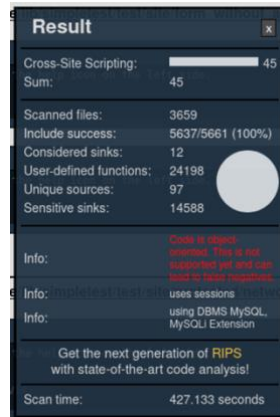 Result
x
Cross-Site Scripting: 45
Sum: 45
Scanned files: 3659
Include success: 5637/5661 (100%)
Considered sinks: 12
User-defined functions: 24198
Unique sources: 97
Sensitive sinks: 14588
Code is object-
oriented. This is not
Info: supported yet and can
lead to false negatives.
Info: uses sessions
Info: using DBMS MySQL,
MySQLi Extension
Get the next generation of RIPS
with state-of-the-art code analysis!
Scan time: 427.133 seconds